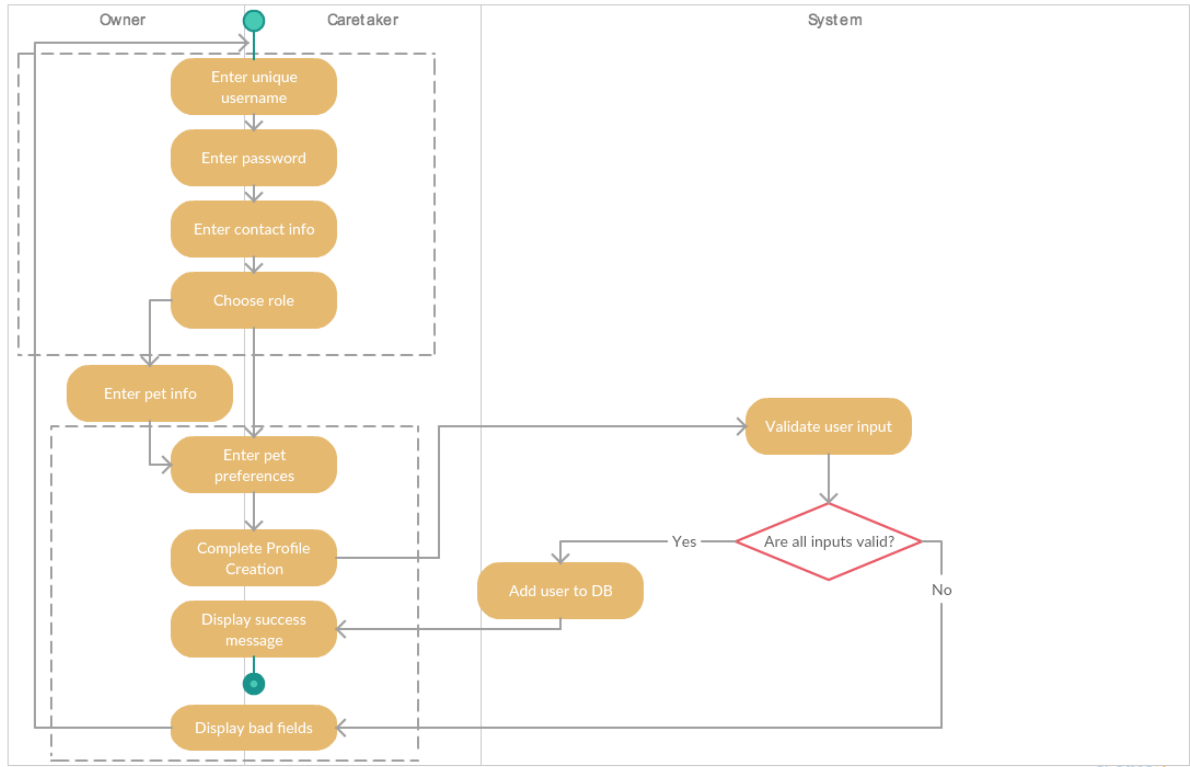 Owner
Caretaker
System
Enter unique
username
Enter password
Enter contact info
Choose role
Enter pet info
Enter pet
preferences
Validate user input
Complete Profile
Creation
Are all inputs valid?
Yes
No
Add user to DB
Display success
message
Display bad fields